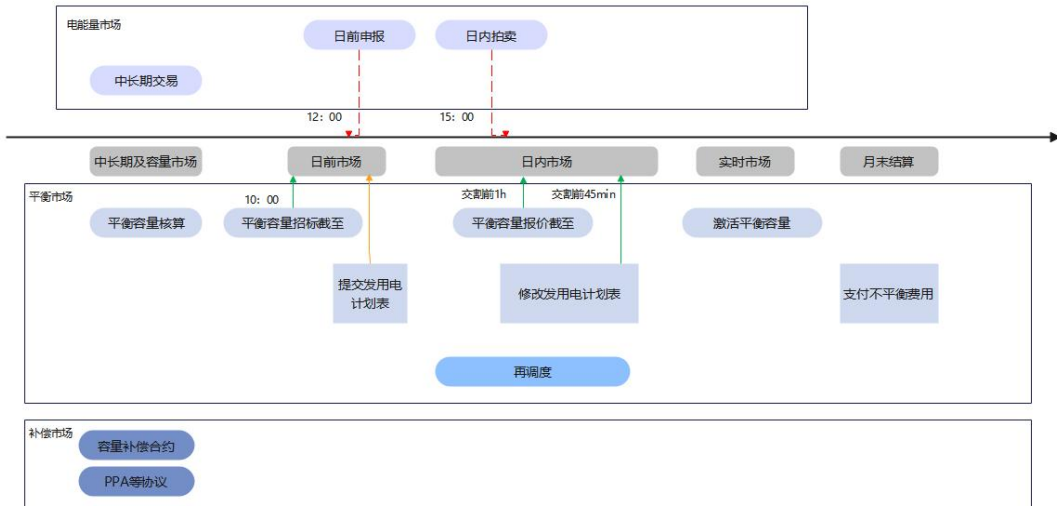 电能量市场
日前申报
日内拍卖
中长期交易
12：00
15：00
中长期及容量市场
日前市场
日内市场
实时市场
月末结算
平衡市场
10：00
交割前1h
交割前45min
平衡容量核算
平衡容量招标截至
平衡容量报价截至
激活平衡容量
提交发用电
计划表
修改发用电计划表
支付不平衡费用
再调度
补偿市场
容量补偿合约
PPA等协议